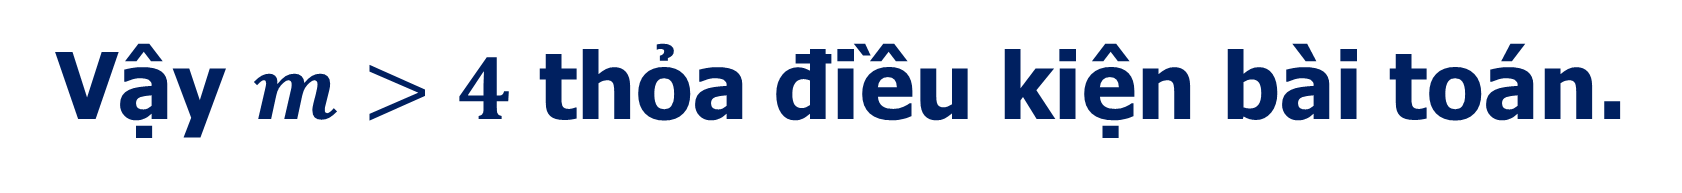 Vậy 𝒎 > 𝟒 thỏa điều kiện bài toán.